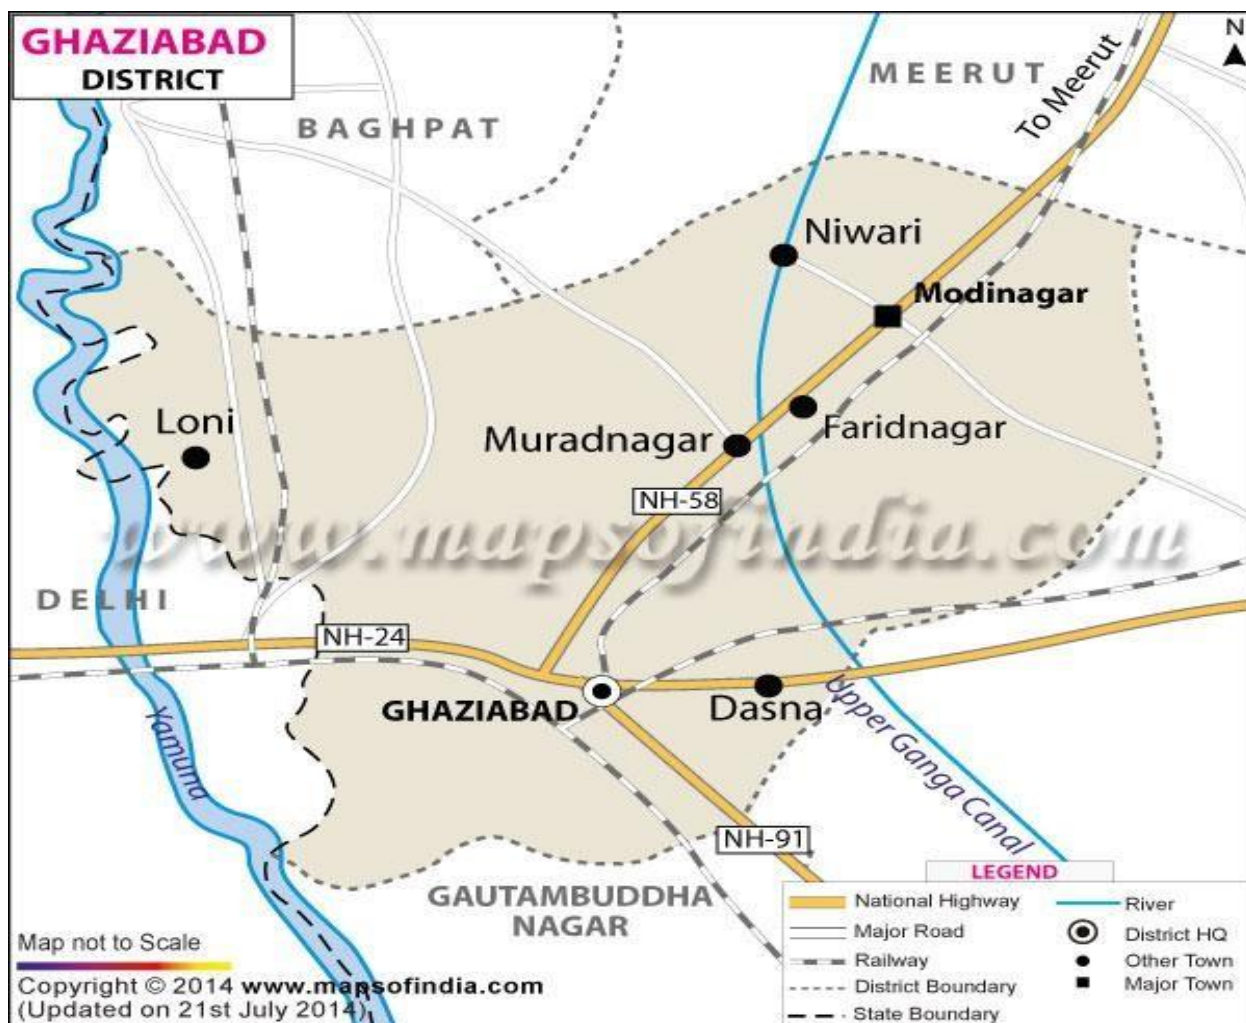 GHAZIABAD
DISTRICT
N
MEERUT
To Meerut
BAGHPAT
Niwari
Modinagar
Loni
Muradnagar
Faridnagar
NH-58
www.mapsofindia.com
DELHI
NH-24
GHAZIABAD
Dasna
Upper Ganga Canal
Yamuna
NH-91
GAUTAMBUDDHA
NAGAR
LEGEND
National Highway
River
Major Road
District HQ
Railway
Other Town
District Boundary
Major Town
State Boundary
Map not to Scale
Copyright © 2014 www.mapsofindia.com
(Updated on 21st July 2014)